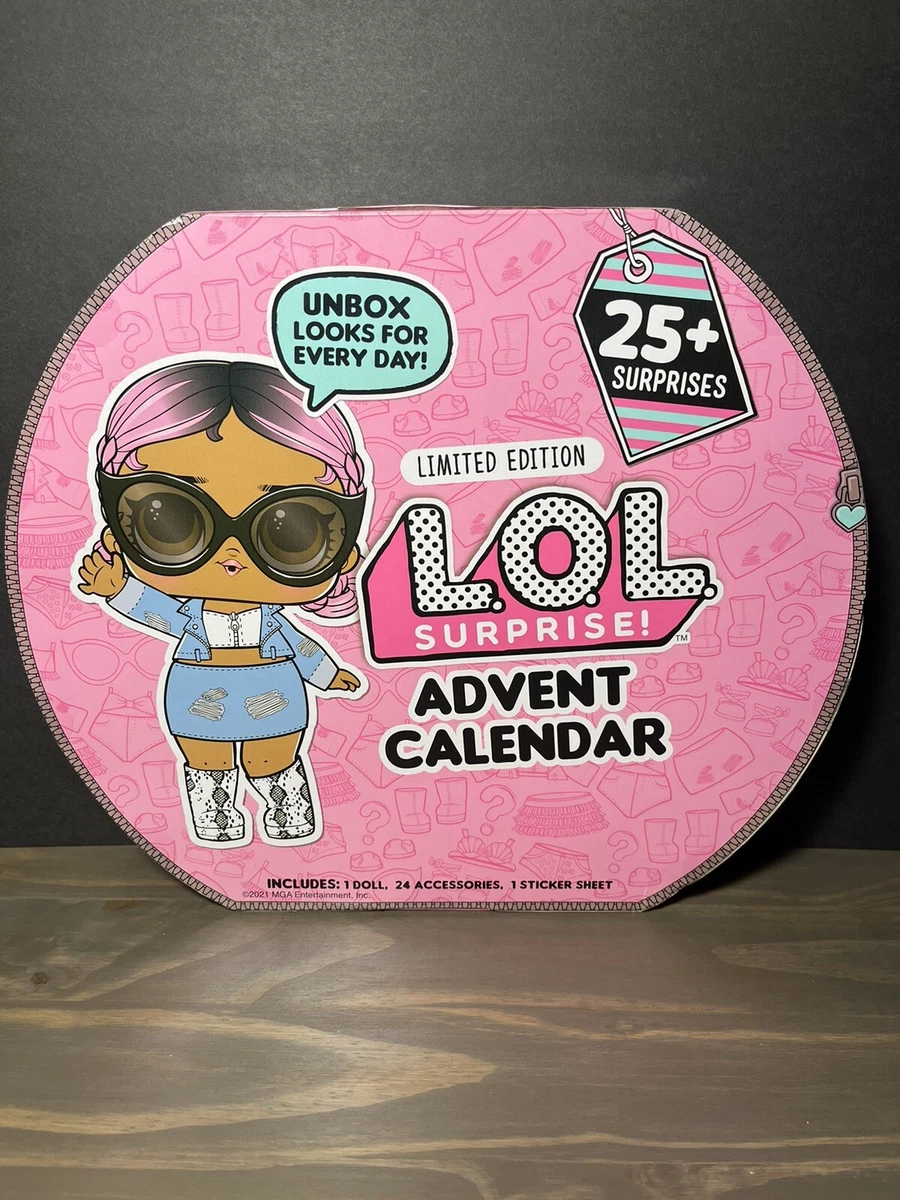 UNBOX
LOOKS FOR
EVERY DAY!
25+
SURPRISES
LIMITED EDITION
L.O.L.
SURPRISE!™
ADVENT
CALENDAR
INCLUDES: 1 DOLL, 24 ACCESSORIES, 1 STICKER SHEET
©2021 MGA Entertainment, Inc.